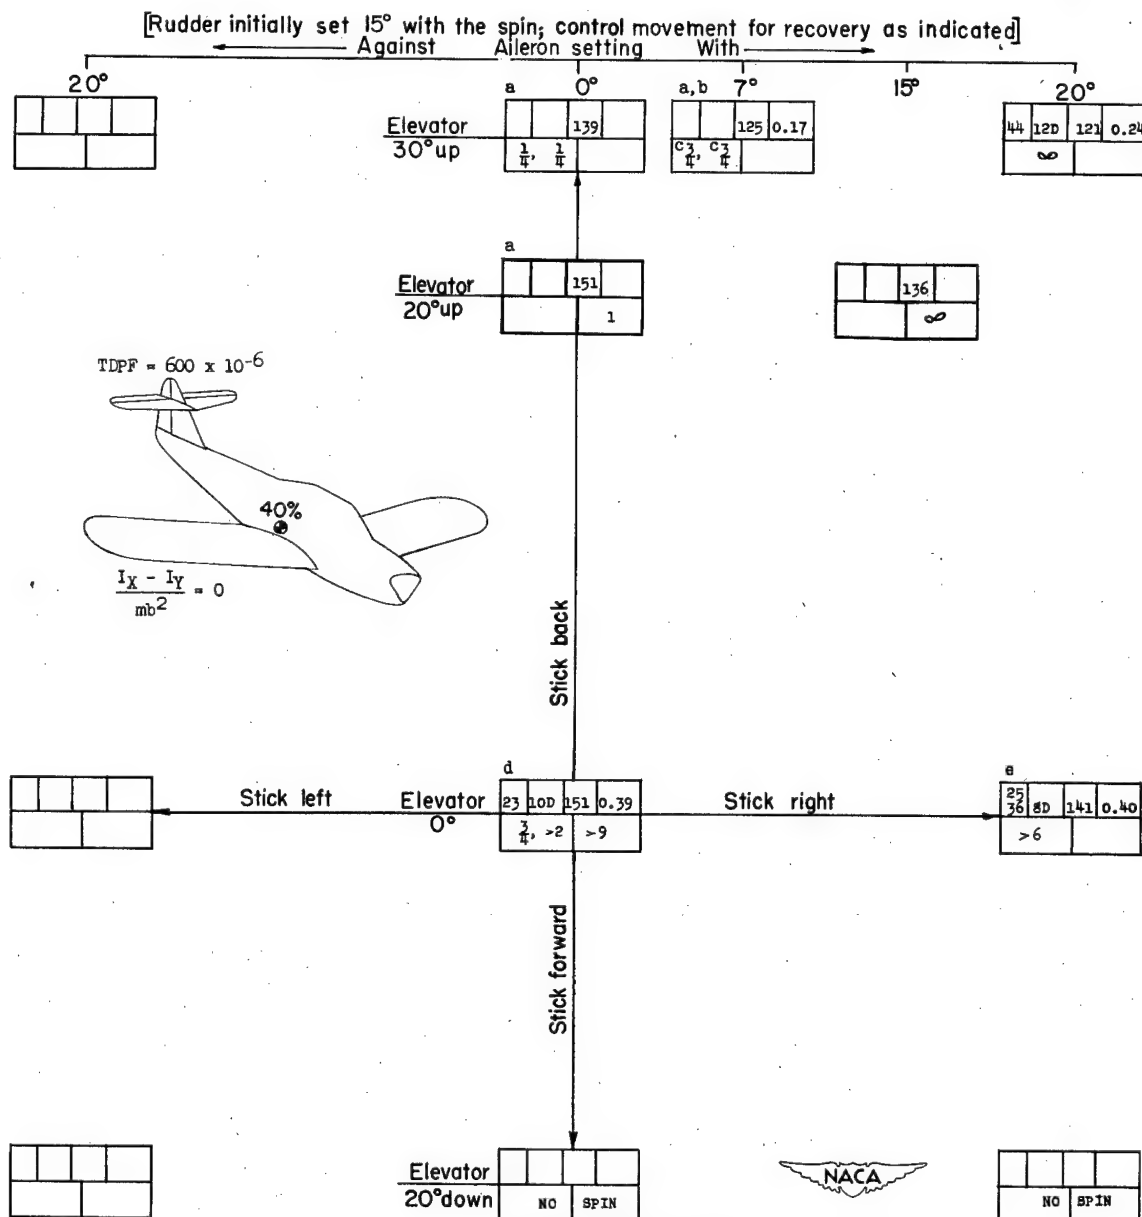 [Rudder initially set 15° with the spin; control movement for recovery as indicated]
Against Aileron setting With
20° 0° 7° 15° 20°
a a,b
Elevator 30° up
139
1/4, 1/4
125 0.17
c3/4, c3/4
44 12D 121 0.24
∞
a
Elevator 20° up
151
1
136
∞
TDPF = 600 x 10-6
40%
IX - IY
mb2
= 0
Stick back
d
e
Stick left
Elevator 0°
23 10D 151 0.39
3/4, >2 >9
Stick right
25
36 8D 141 0.40
>6
Stick forward
Elevator 20° down
NO SPIN
NACA
NO SPIN